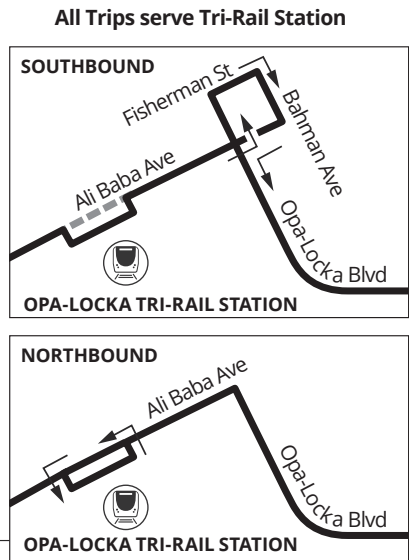 All Trips serve Tri-Rail Station
SOUTHBOUND
Fisherman St
Bahman Ave
Ali Baba Ave
Opa-Locka Blvd
OPA-LOCKA TRI-RAIL STATION
NORTHBOUND
Ali Baba Ave
Opa-Locka Blvd
OPA-LOCKA TRI-RAIL STATION